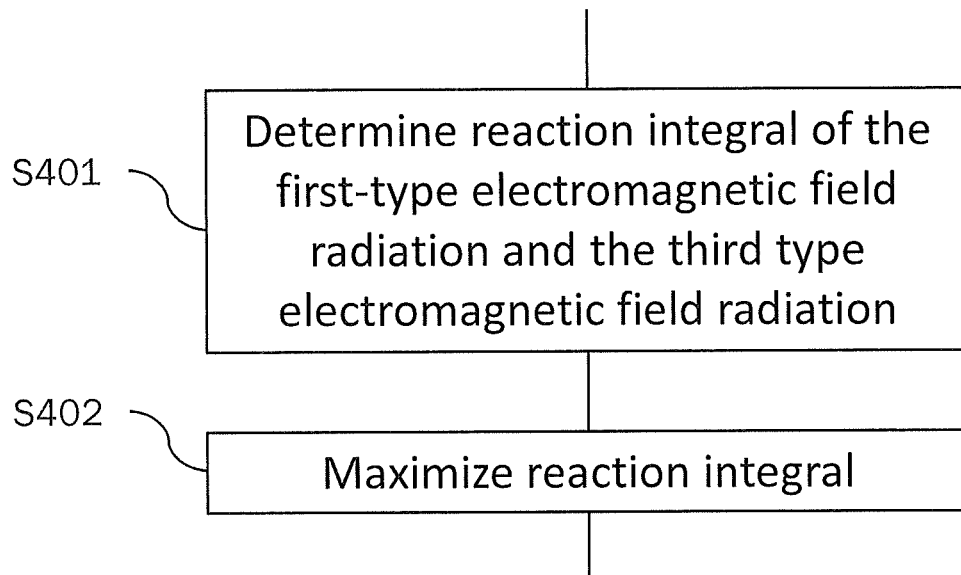 S401
Determine reaction integral of the
first-type electromagnetic field
radiation and the third type
electromagnetic field radiation
S402
Maximize reaction integral